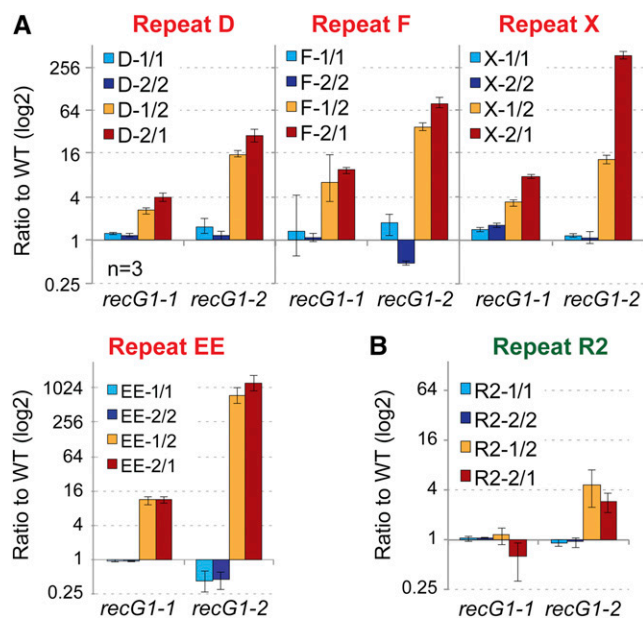 A
Repeat D
Repeat F
Repeat X
Ratio to WT (log2)
256
64
16
4
1
0.25
D-1/1
D-2/2
D-1/2
D-2/1
n=3
F-1/1
F-2/2
F-1/2
F-2/1
X-1/1
X-2/2
X-1/2
X-2/1
recG1-1 recG1-2 recG1-1 recG1-2 recG1-1 recG1-2
Repeat EE
Ratio to WT (log2)
1024
256
64
16
4
1
0.25
EE-1/1
EE-2/2
EE-1/2
EE-2/1
recG1-1 recG1-2
B
Repeat R2
Ratio to WT (log2)
64
16
4
1
0.25
R2-1/1
R2-2/2
R2-1/2
R2-2/1
recG1-1 recG1-2